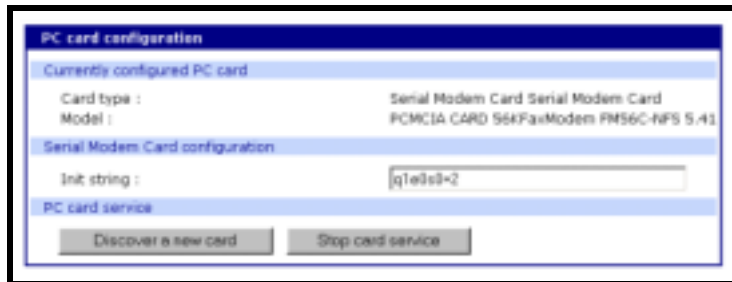 PC card configuration
Currently configured PC card
Card type : Serial Modem Card Serial Modem Card
Model : PCMCIA CARD 56KFaxModem FM56C-NFS 5.41
Serial Modem Card configuration
Init string : q1e0s0=2
PC card service
Discover a new card Stop card service